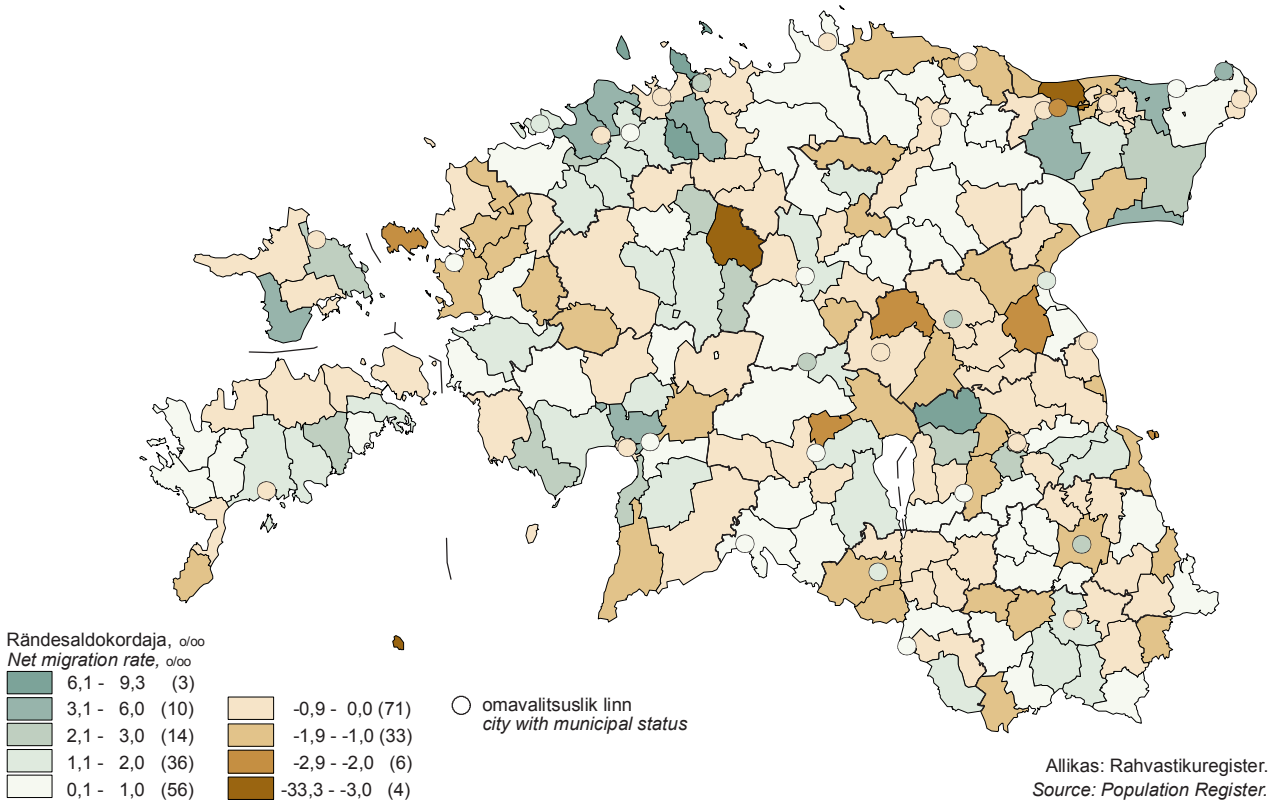 Rändesaldokordaja, o/oo
Net migration rate, o/oo
6,1 - 9,3 (3)
3,1 - 6,0 (10)
2,1 - 3,0 (14)
1,1 - 2,0 (36)
0,1 - 1,0 (56)
-0,9 - 0,0 (71)
-1,9 - -1,0 (33)
-2,9 - -2,0 (6)
-33,3 - -3,0 (4)
omavalitsuslik linn
city with municipal status
Allikas: Rahvastikuregister.
Source: Population Register.